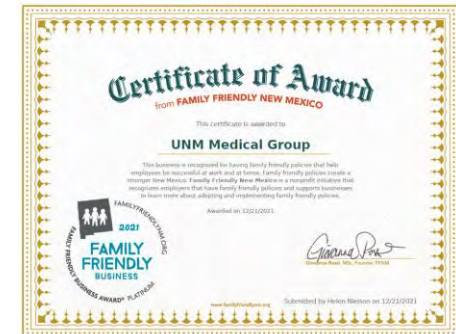 Certificate of Award
from FAMILY FRIENDLY NEW MEXICO
This certificate is awarded to
UNM Medical Group
This business is recognized for having family friendly policies that help
employees be successful at work and at home. Family friendly policies create a
stronger New Mexico. Family Friendly New Mexico is a nonprofit initiative that
recognizes employers that have family friendly policies and supports businesses
to learn more about adopting and implementing family friendly policies.
Awarded on 12/21/2021
FAMILYFRIENDLYNM.ORG
2021
FAMILY
FRIENDLY
BUSINESS
FAMILY FRIENDLY BUSINESS AWARD® PLATINUM
Giovanna Rossi, MSc, Founder, FFNM
www.familyfriendlynm.org
Submitted by Helen Nielson on 12/21/2021